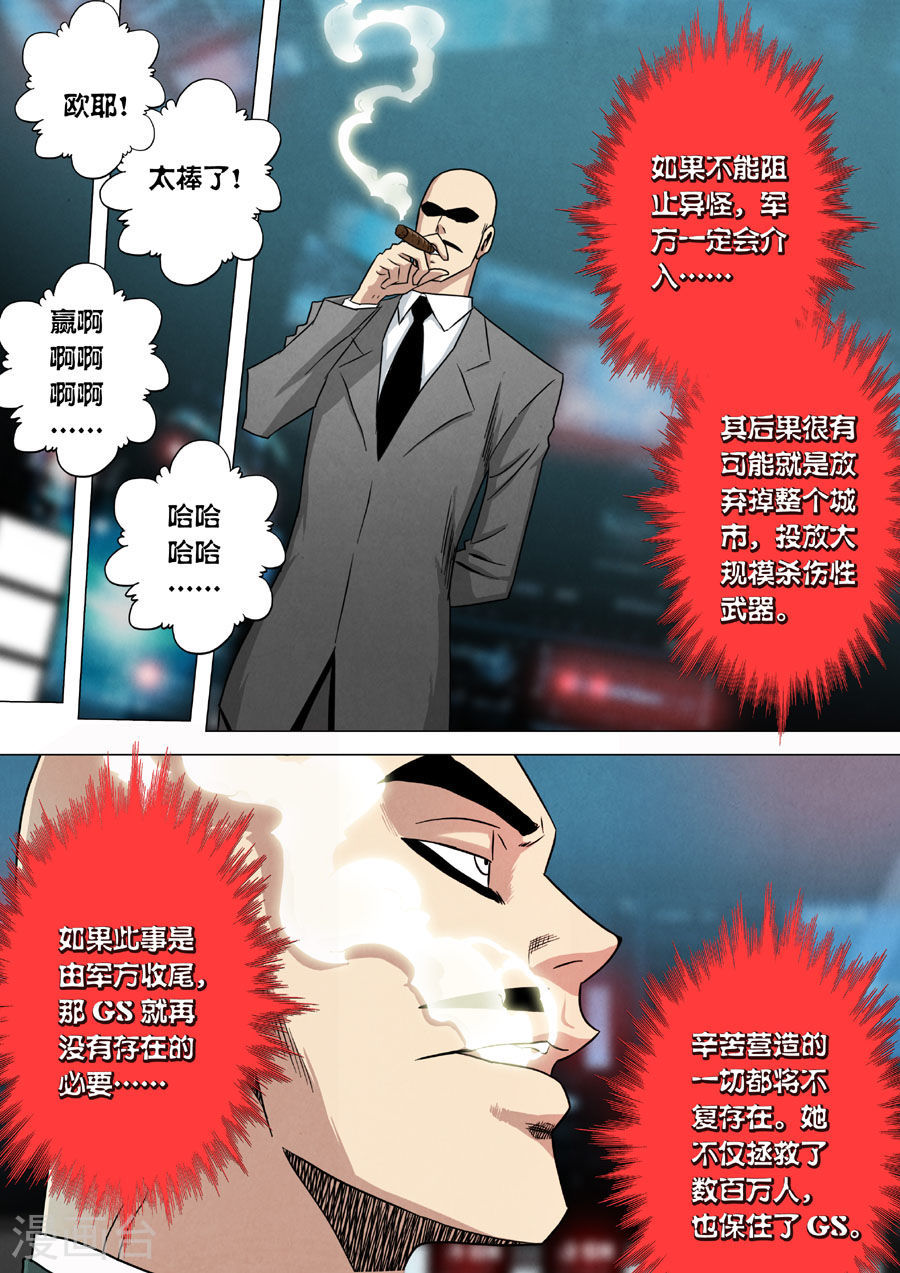 欧耶！
太棒了！
赢啊
啊啊
啊啊
……
哈哈
哈哈
……
如果不能阻
止异怪，军
方一定会介
入……
其后果很有
可能就是放
弃掉整个城
市，投放大
规模杀伤性
武器。
如果此事是
由军方收尾，
那 GS 就再
没有存在的
必要……
辛苦营造的
一切都将不
复存在。她
不仅拯救了
数百万人，
也保住了 GS。
漫画台